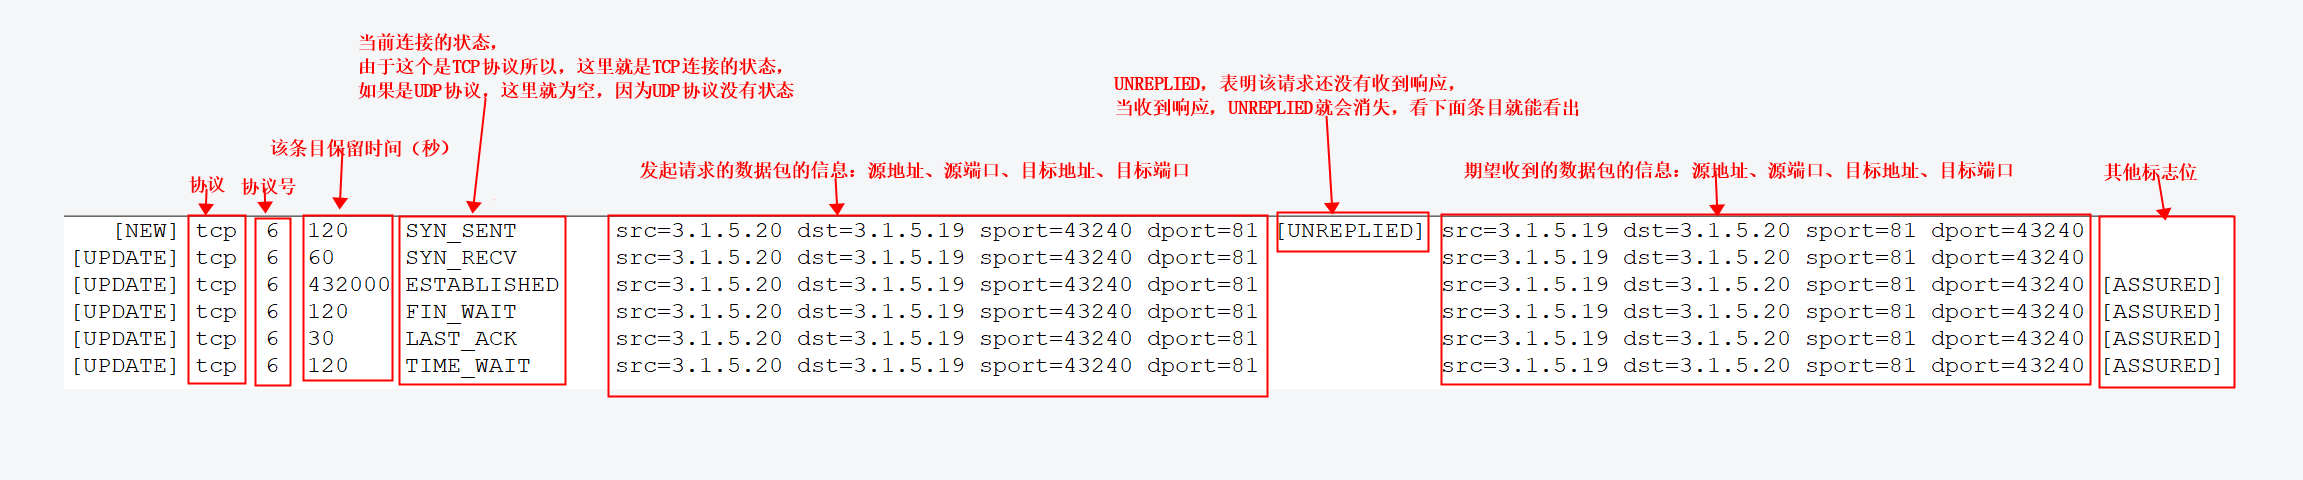 当前连接的状态，
由于这个是TCP协议所以，这里就是TCP连接的状态，
如果是UDP协议，这里就为空，因为UDP协议没有状态
UNREPLIED，表明该请求还没有收到响应，
当收到响应，UNREPLIED就会消失，看下面条目就能看出
该条目保留时间（秒）
发起请求的数据包的信息：源地址、源端口、目标地址、目标端口
期望收到的数据包的信息：源地址、源端口、目标地址、目标端口
其他标志位
协议
协议号
[NEW] tcp 6 120 SYN_SENT src=3.1.5.20 dst=3.1.5.19 sport=43240 dport=81 [UNREPLIED] src=3.1.5.19 dst=3.1.5.20 sport=81 dport=43240
[UPDATE] tcp 6 60 SYN_RECV src=3.1.5.20 dst=3.1.5.19 sport=43240 dport=81 src=3.1.5.19 dst=3.1.5.20 sport=81 dport=43240
[UPDATE] tcp 6 432000 ESTABLISHED src=3.1.5.20 dst=3.1.5.19 sport=43240 dport=81 src=3.1.5.19 dst=3.1.5.20 sport=81 dport=43240 [ASSURED]
[UPDATE] tcp 6 120 FIN_WAIT src=3.1.5.20 dst=3.1.5.19 sport=43240 dport=81 src=3.1.5.19 dst=3.1.5.20 sport=81 dport=43240 [ASSURED]
[UPDATE] tcp 6 30 LAST_ACK src=3.1.5.20 dst=3.1.5.19 sport=43240 dport=81 src=3.1.5.19 dst=3.1.5.20 sport=81 dport=43240 [ASSURED]
[UPDATE] tcp 6 120 TIME_WAIT src=3.1.5.20 dst=3.1.5.19 sport=43240 dport=81 src=3.1.5.19 dst=3.1.5.20 sport=81 dport=43240 [ASSURED]